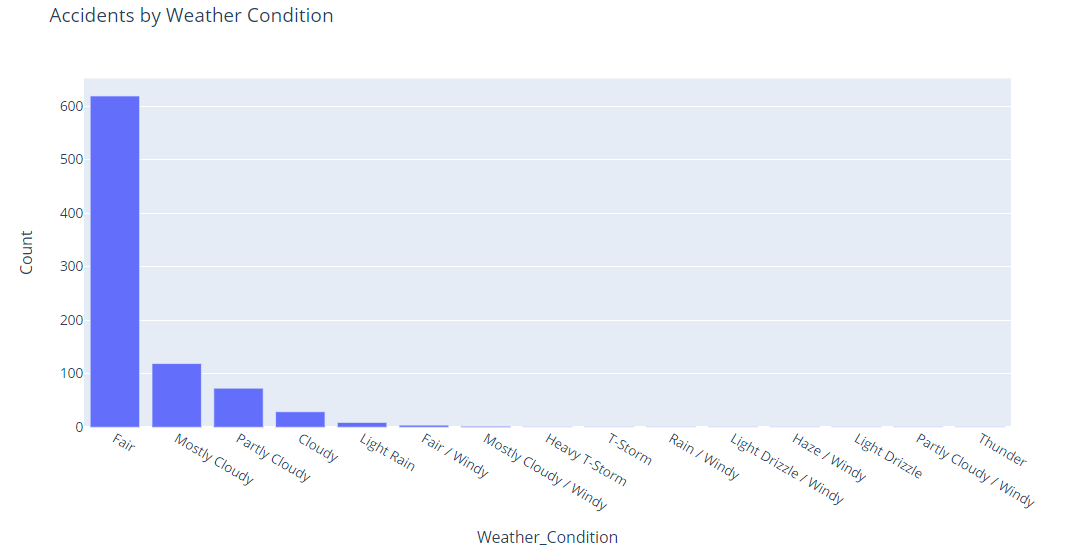 Accidents by Weather Condition
600
500
400
300
200
100
0
Count
Fair
Mostly Cloudy
Partly Cloudy
Cloudy
Light Rain
Fair / Windy
Mostly Cloudy / Windy
Heavy T-Storm
T-Storm
Rain / Windy
Light Drizzle / Windy
Haze / Windy
Light Drizzle
Partly Cloudy / Windy
Thunder
Weather_Condition